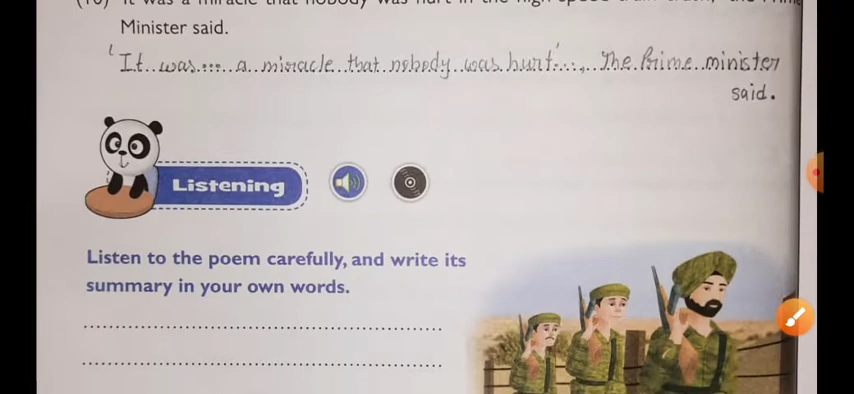 Minister said.
'It was.... a miracle that nobody was hurt'...., The Prime minister
said.
Listening
Listen to the poem carefully, and write its
summary in your own words.